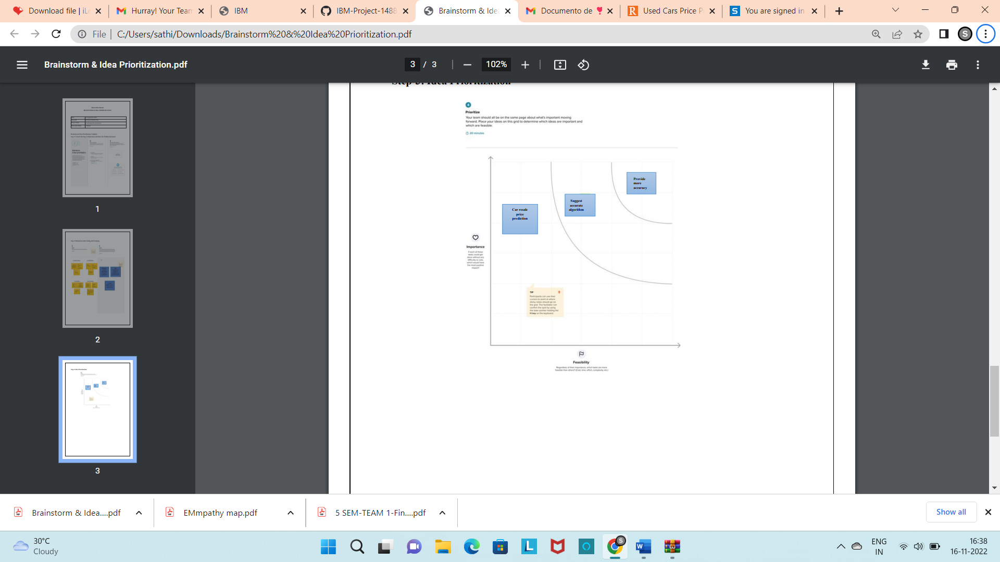 Download file | iL
Hurray! Your Team
IBM
IBM-Project-1488
Brainstorm & Ide
Documento de
Used Cars Price P
You are signed in
File
C:/Users/sathi/Downloads/Brainstorm%20&%20Idea%20Prioritization.pdf
S
Brainstorm & Idea Prioritization.pdf
3 / 3
102%
1
2
3
4
Prioritize
Your team should all be on the same page about what's important moving
forward. Place your ideas on this grid to determine which ideas are important and
which are feasible.
20 minutes
Provide
more
accuracy
Suggest
accurate
algorithm
Car resale
price
prediction
Importance
If each of these
tasks could get
done without any
difficulty or cost,
which would have
the most positive
impact?
TIP
Participants can use their
cursors to point at where
sticky notes should go on
the grid. The facilitator can
confirm the spot by using
the laser pointer holding the
H key on the keyboard.
Feasibility
Regardless of their importance, which tasks are more
feasible than others? (Cost, time, effort, complexity, etc.)
Brainstorm & Idea....pdf
EMmpathy map.pdf
5 SEM-TEAM 1-Fin....pdf
Show all
30°C
Cloudy
ENG
IN
16:38
16-11-2022